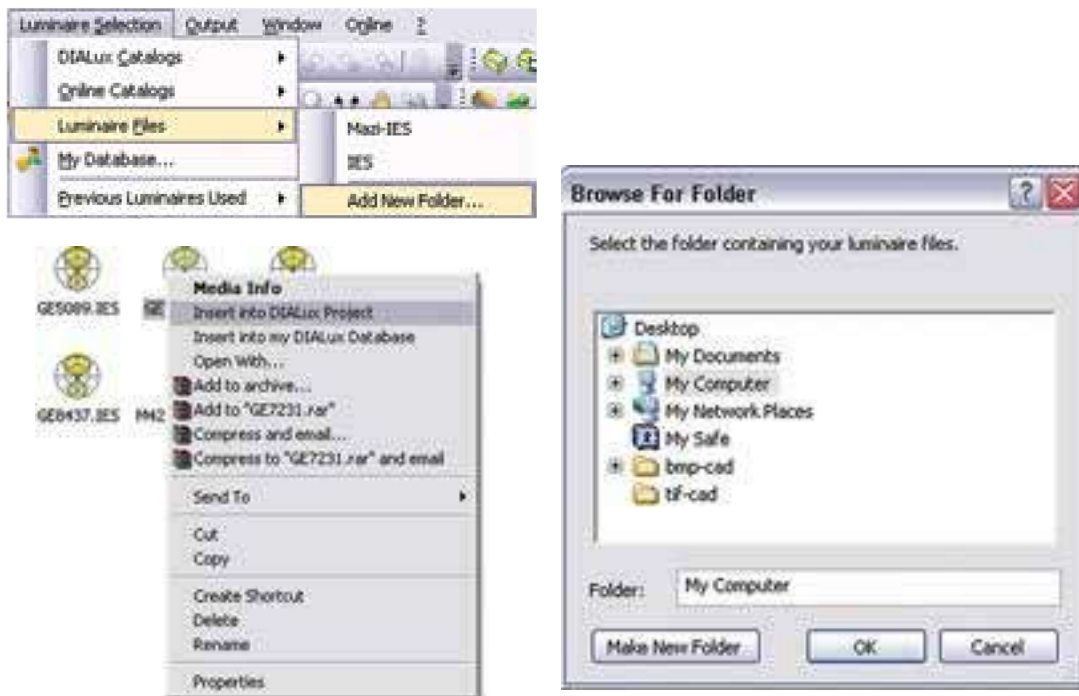 Luminaire Selection Output Window Online ?
DIALux Catalogs
Online Catalogs
Luminaire Files
My Database...
Previous Luminaires Used
Mazi-IES
IES
Add New Folder...
GE5089.IES GE
GE8437.IES M42
Media Info
Insert into DIALux Project
Insert into my DIALux Database
Open With...
Add to archive...
Add to "GE7231.rar"
Compress and email...
Compress to "GE7231.rar" and email
Send To
Cut
Copy
Create Shortcut
Delete
Rename
Properties
Browse For Folder
Select the folder containing your luminaire files.
Desktop
My Documents
My Computer
My Network Places
My Safe
bmp-cad
tif-cad
Folder: My Computer
Make New Folder OK Cancel